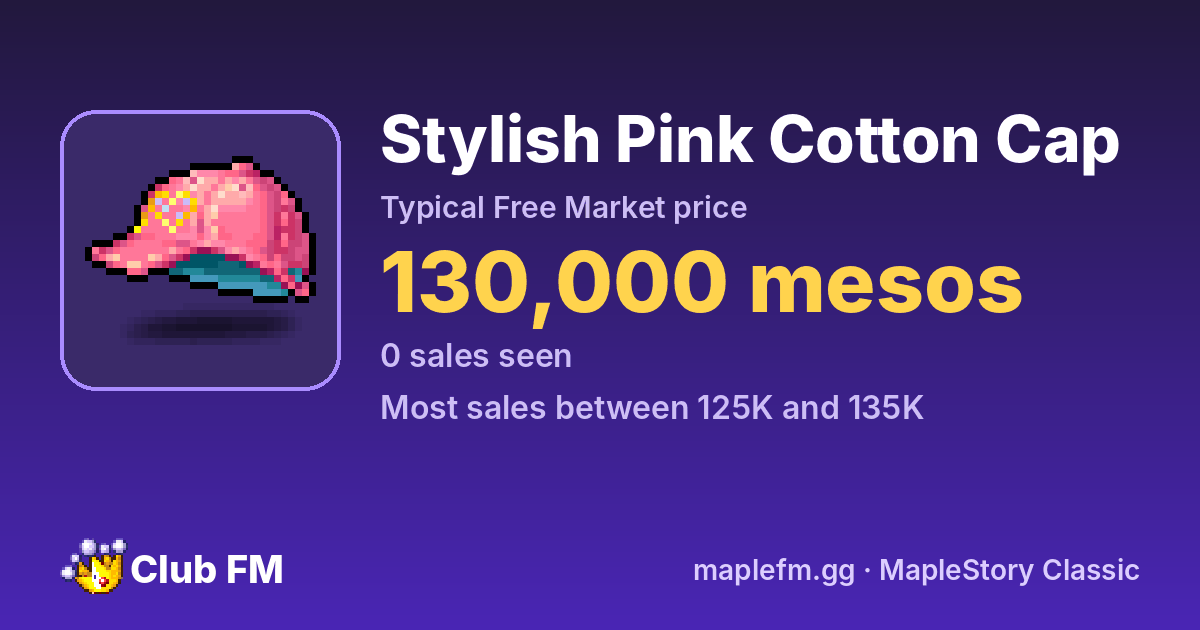 Stylish Pink Cotton Cap
Typical Free Market price
130,000 mesos
0 sales seen
Most sales between 125K and 135K
Club FM
maplefm.gg · MapleStory Classic